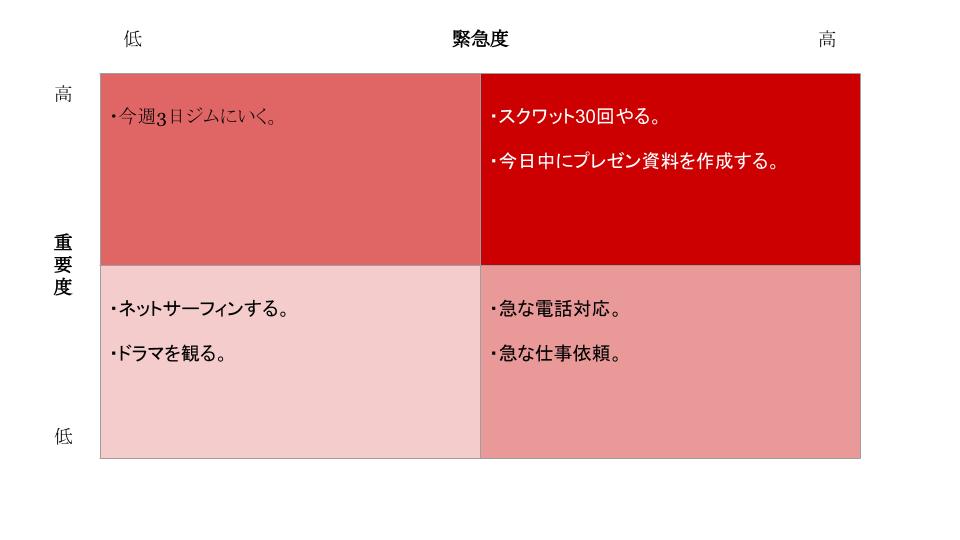 低
緊急度
高
高
・今週3日ジムにいく。
・スクワット30回やる。
・今日中にプレゼン資料を作成する。
重要度
・ネットサーフィンする。
・ドラマを観る。
・急な電話対応。
・急な仕事依頼。
低